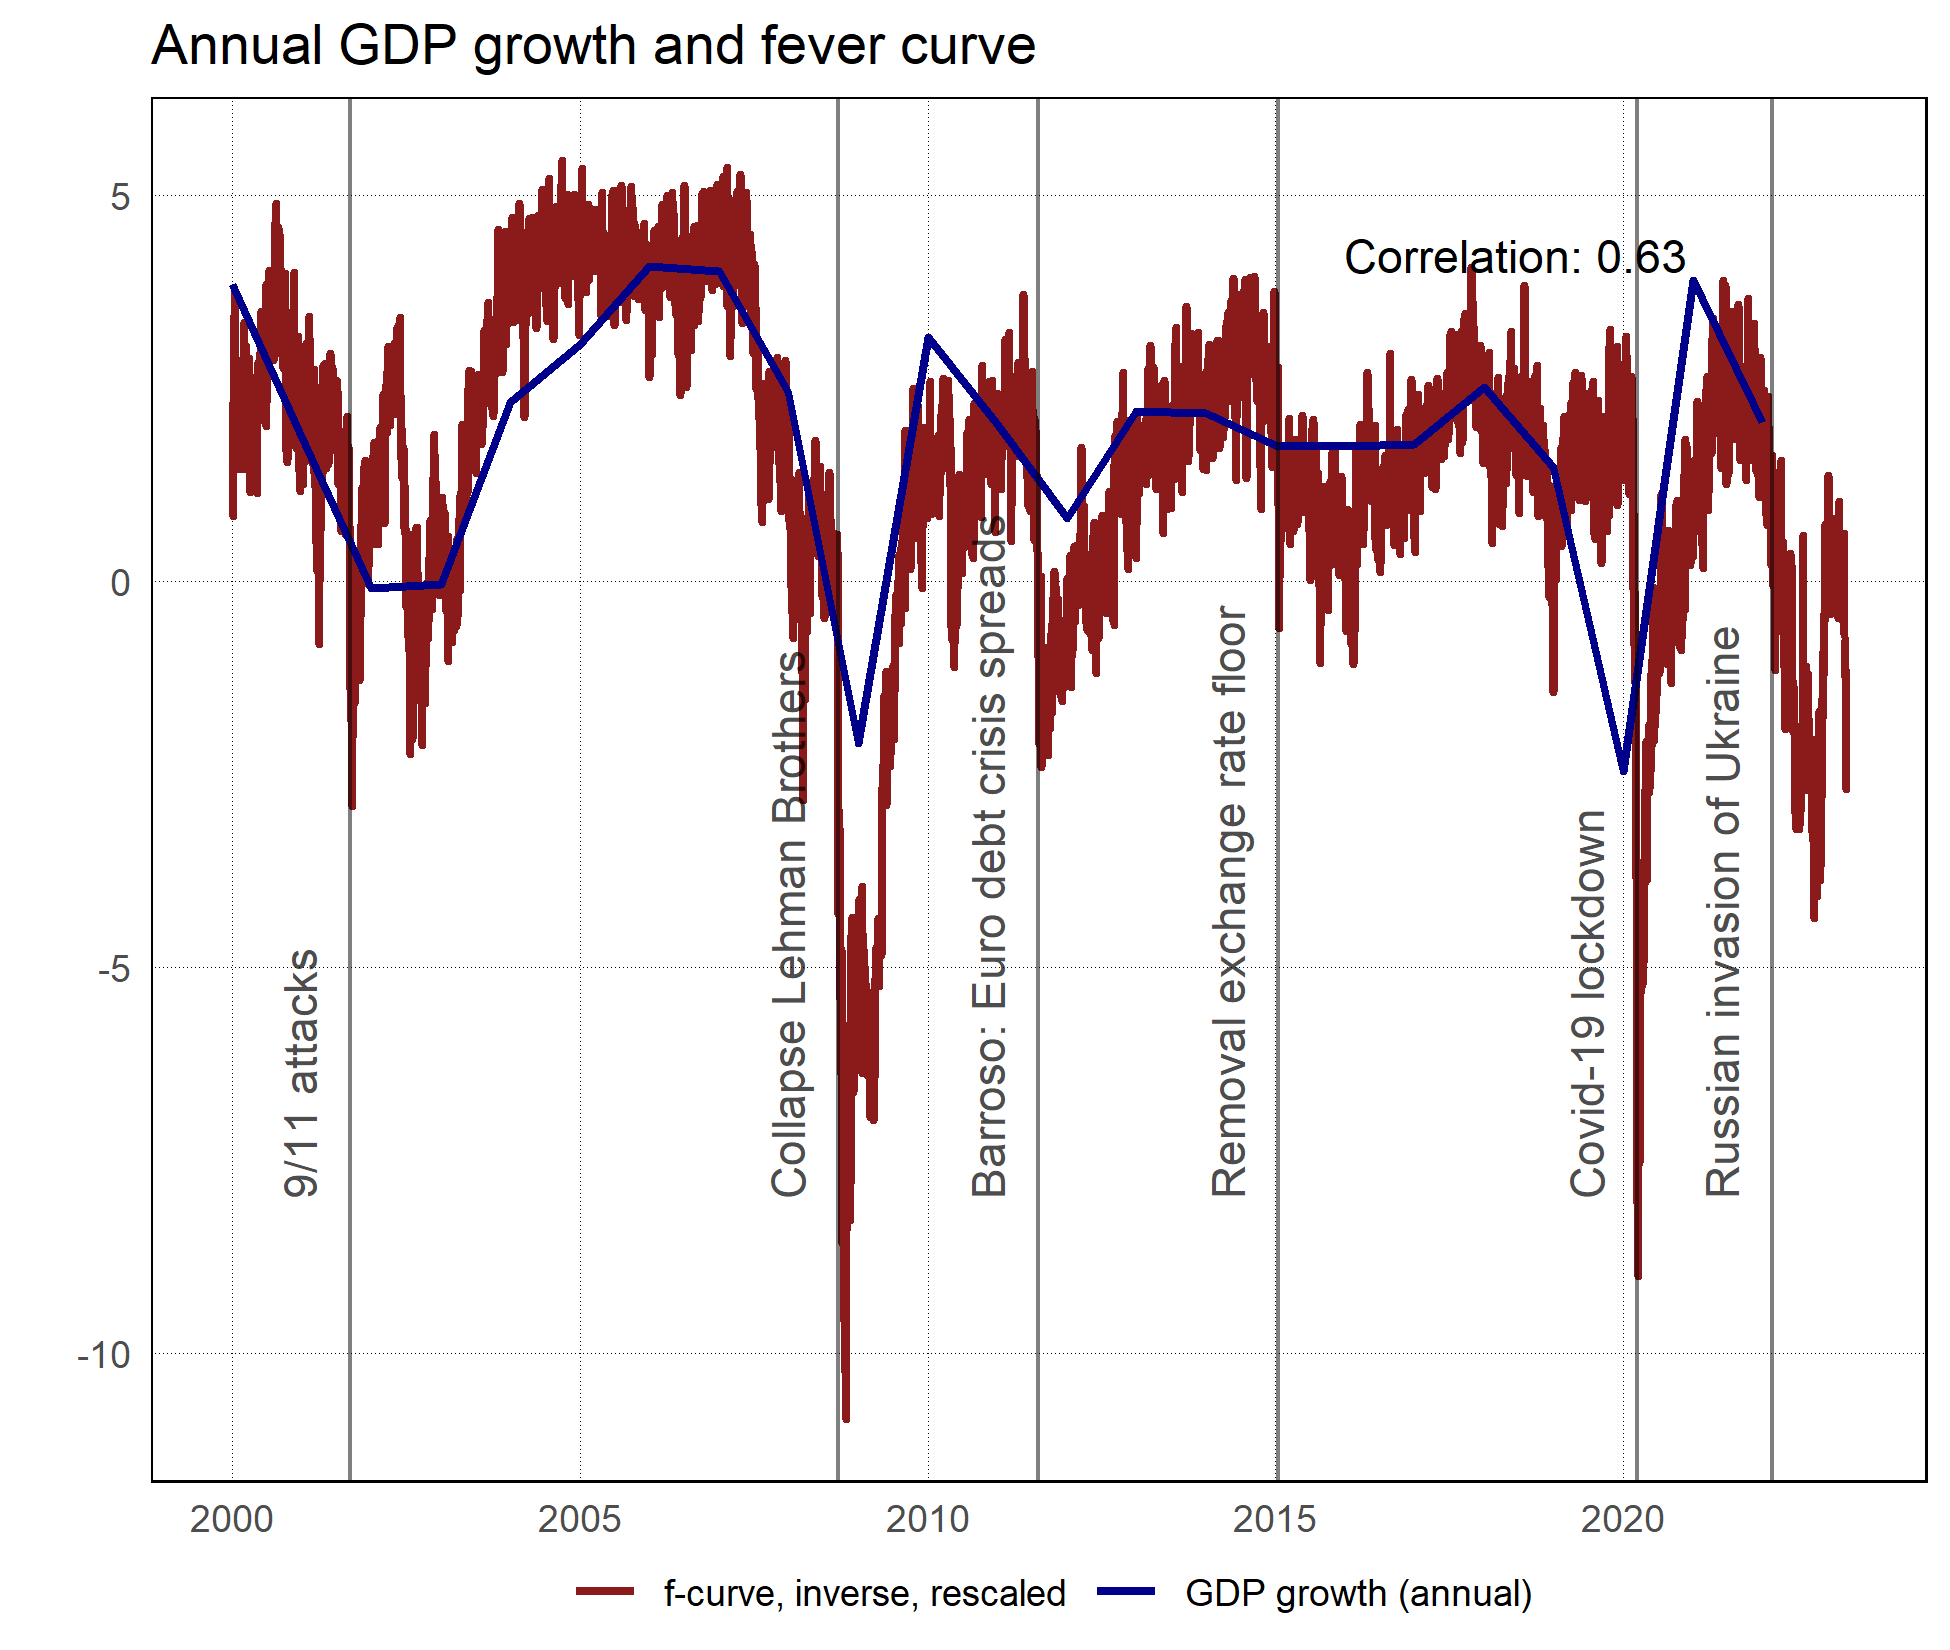 Annual GDP growth and fever curve
Correlation: 0.63
5
0
-5
-10
9/11 attacks
Collapse Lehman Brothers
Barroso: Euro debt crisis spreads
Removal exchange rate floor
Covid-19 lockdown
Russian invasion of Ukraine
2000 2005 2010 2015 2020
f-curve, inverse, rescaled GDP growth (annual)